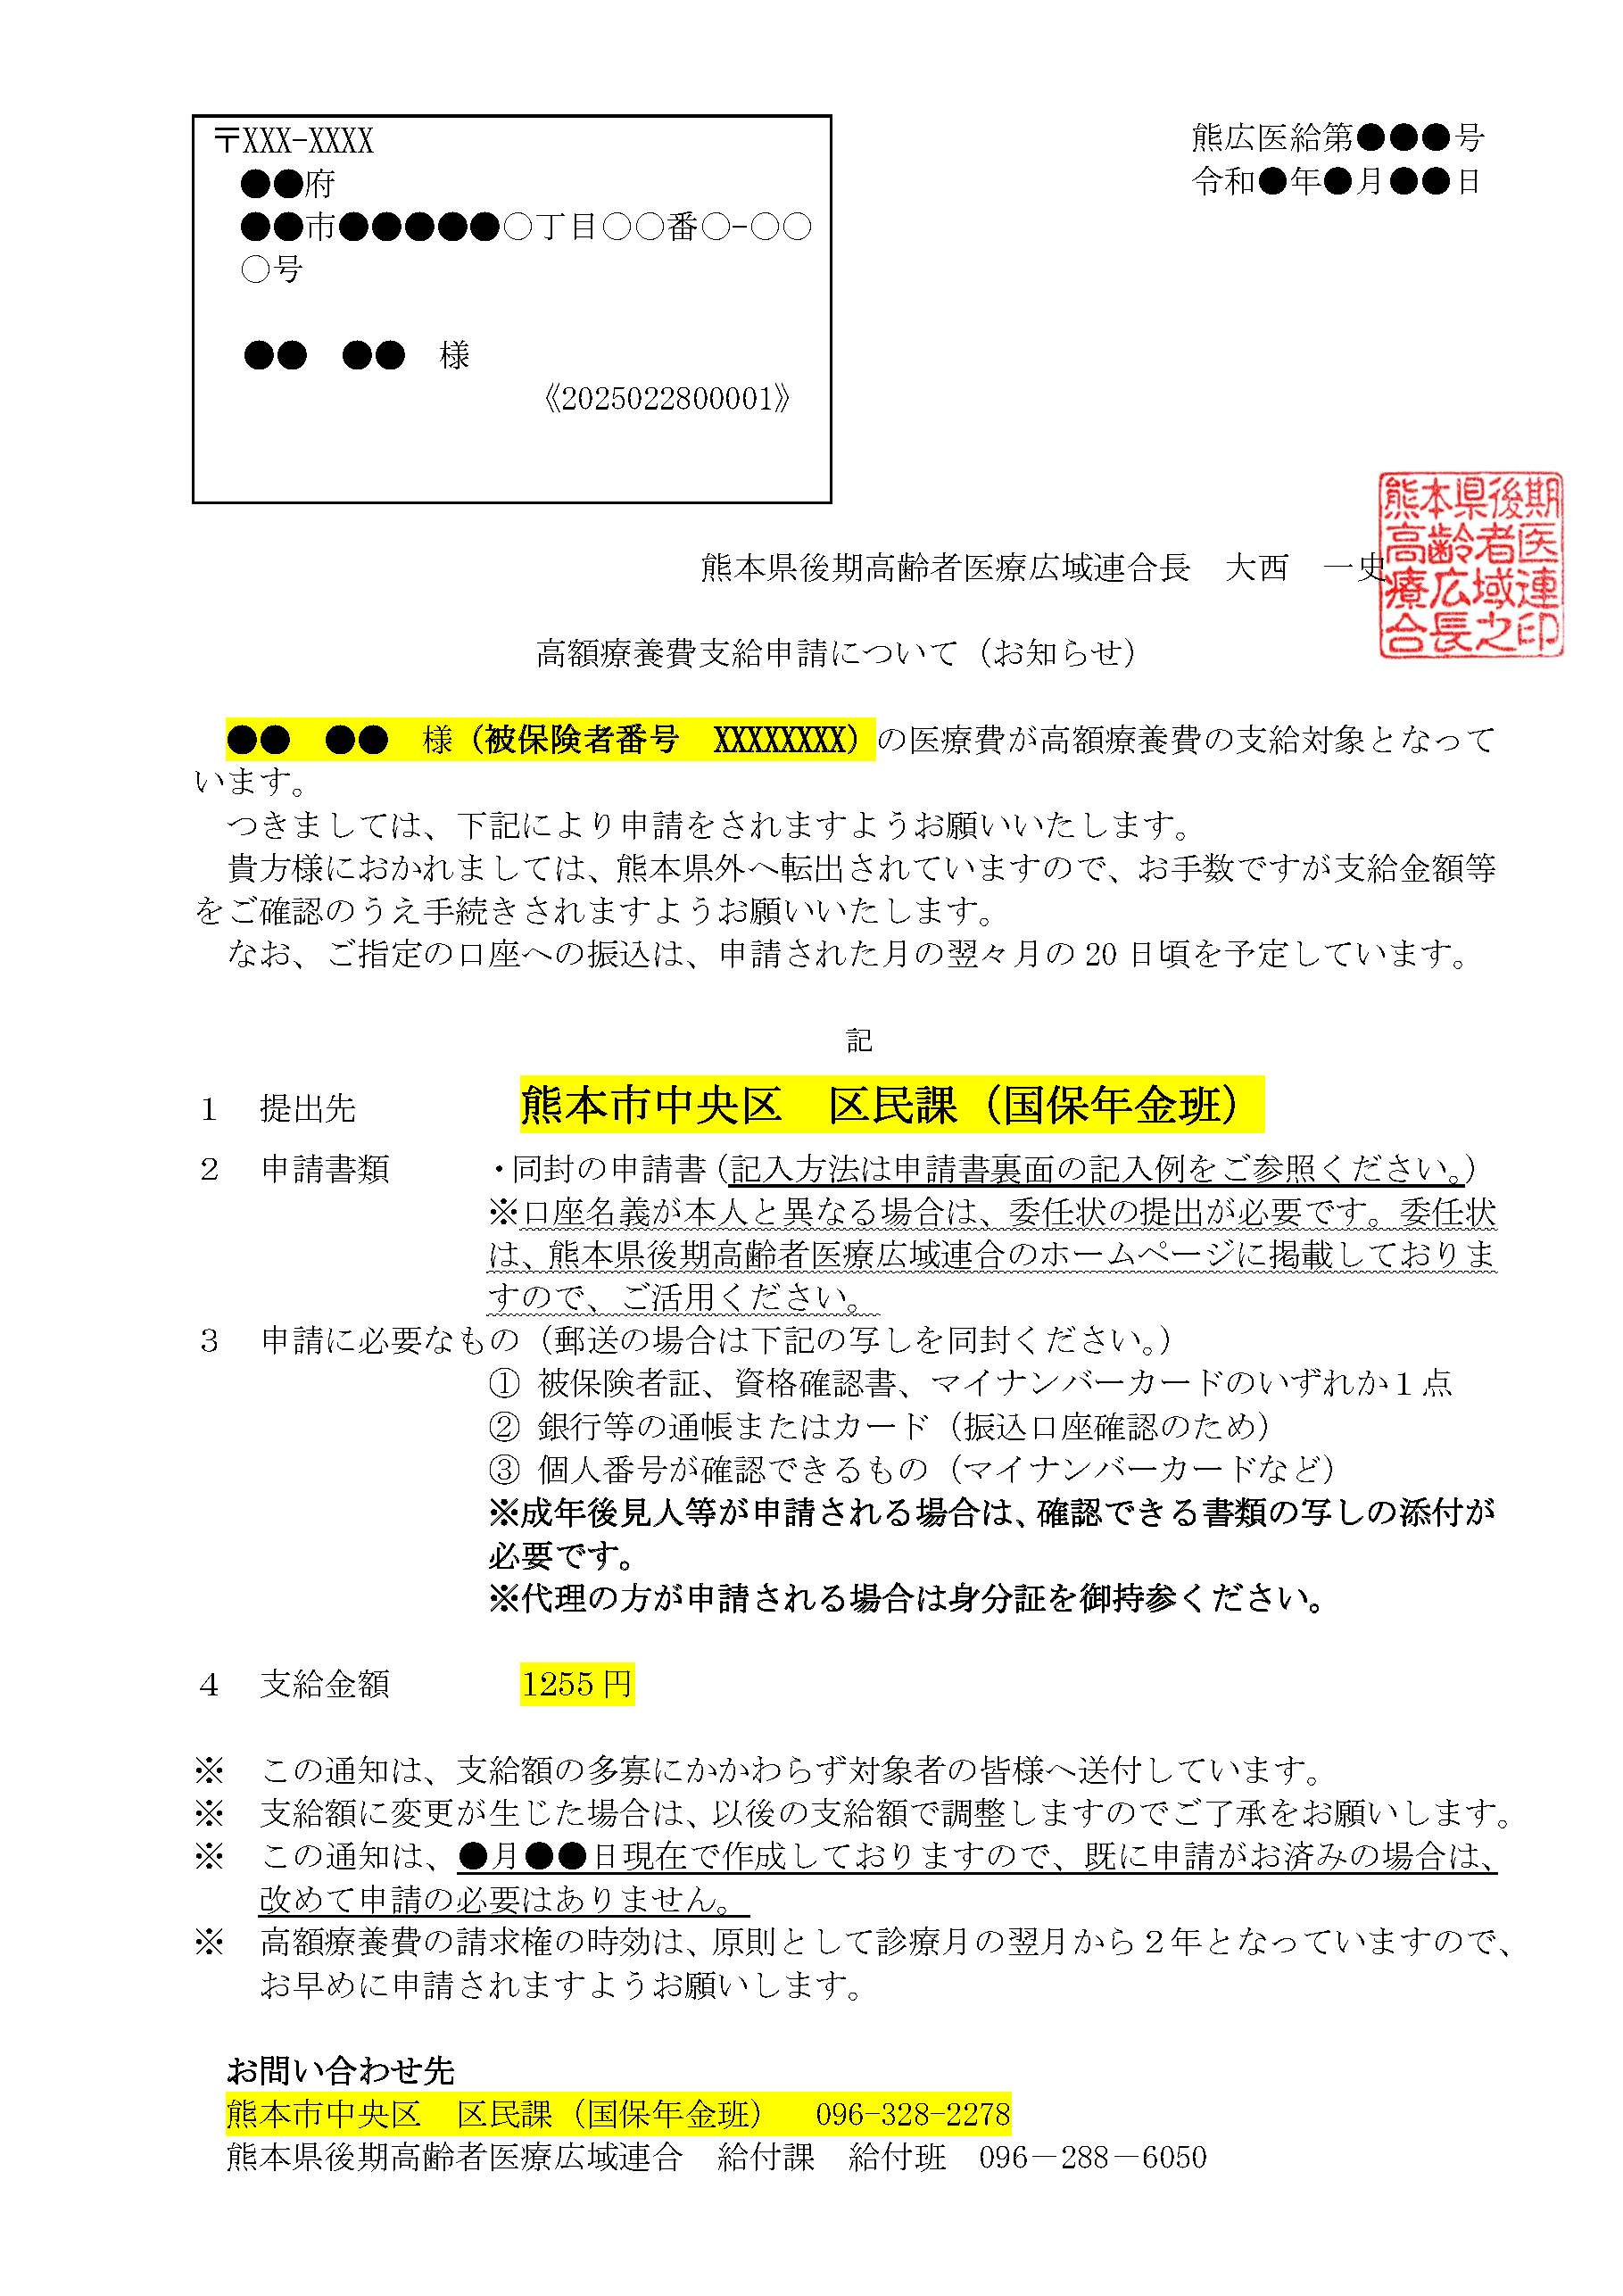 〒XXX-XXXX
●●府
●●市●●●●●○丁目○○番○-○○
○号
●●　●●　様
《2025022800001》
熊広医給第●●●号
令和●年●月●●日
熊本県後期高齢者医療広域連合長　大西　一史
熊本県後期
高齢者医
療広域連
合長之印
高額療養費支給申請について（お知らせ）
●●　●●　様（被保険者番号　XXXXXXXX）の医療費が高額療養費の支給対象となって
います。
つきましては、下記により申請をされますようお願いいたします。
貴方様におかれましては、熊本県外へ転出されていますので、お手数ですが支給金額等
をご確認のうえ手続きされますようお願いいたします。
なお、ご指定の口座への振込は、申請された月の翌々月の 20 日頃を予定しています。
記
１　提出先　熊本市中央区　区民課（国保年金班）
２　申請書類　・同封の申請書（記入方法は申請書裏面の記入例をご参照ください。）
※口座名義が本人と異なる場合は、委任状の提出が必要です。委任状
は、熊本県後期高齢者医療広域連合のホームページに掲載しておりま
すので、ご活用ください。
３　申請に必要なもの（郵送の場合は下記の写しを同封ください。）
① 被保険者証、資格確認書、マイナンバーカードのいずれか１点
② 銀行等の通帳またはカード（振込口座確認のため）
③ 個人番号が確認できるもの（マイナンバーカードなど）
※成年後見人等が申請される場合は、確認できる書類の写しの添付が
必要です。
※代理の方が申請される場合は身分証を御持参ください。
４　支給金額　1255 円
※　この通知は、支給額の多寡にかかわらず対象者の皆様へ送付しています。
※　支給額に変更が生じた場合は、以後の支給額で調整しますのでご了承をお願いします。
※　この通知は、●月●●日現在で作成しておりますので、既に申請がお済みの場合は、
改めて申請の必要はありません。
※　高額療養費の請求権の時効は、原則として診療月の翌月から２年となっていますので、
お早めに申請されますようお願いします。
お問い合わせ先
熊本市中央区　区民課（国保年金班）　096-328-2278
熊本県後期高齢者医療広域連合　給付課　給付班　096－288－6050